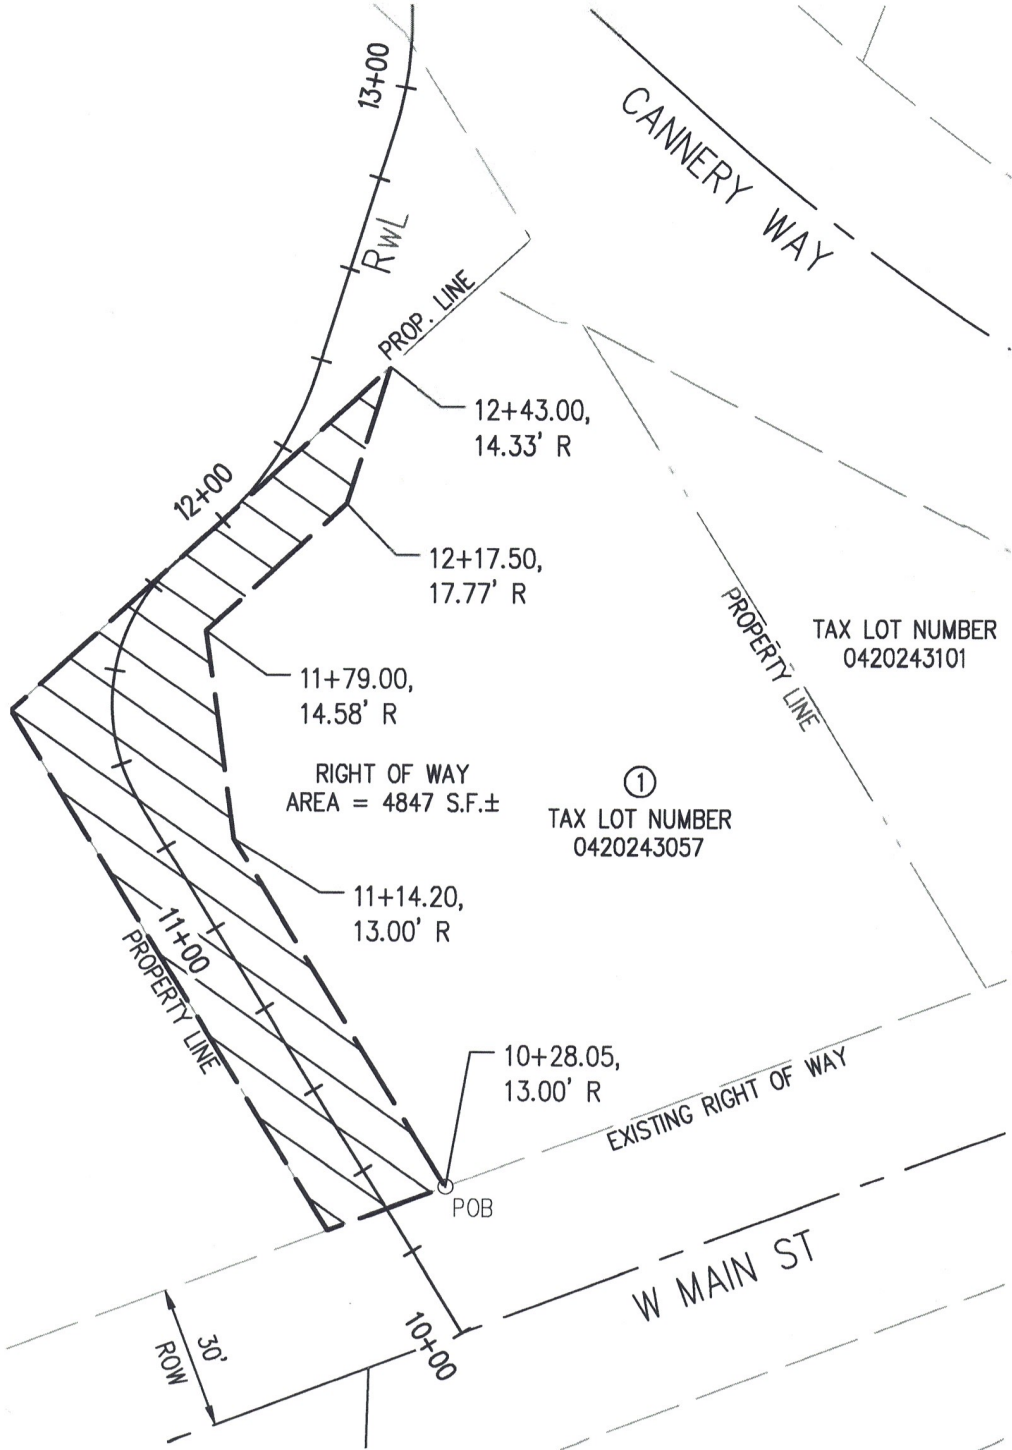 13+00
CANNERY WAY
RwL
PROP. LINE
12+43.00,
14.33' R
12+00
12+17.50,
17.77' R
PROPERTY LINE
TAX LOT NUMBER
0420243101
11+79.00,
14.58' R
RIGHT OF WAY
AREA = 4847 S.F.±
1
TAX LOT NUMBER
0420243057
11+14.20,
13.00' R
11+00
PROPERTY LINE
10+28.05,
13.00' R
EXISTING RIGHT OF WAY
POB
W MAIN ST
10+00
30'
ROW